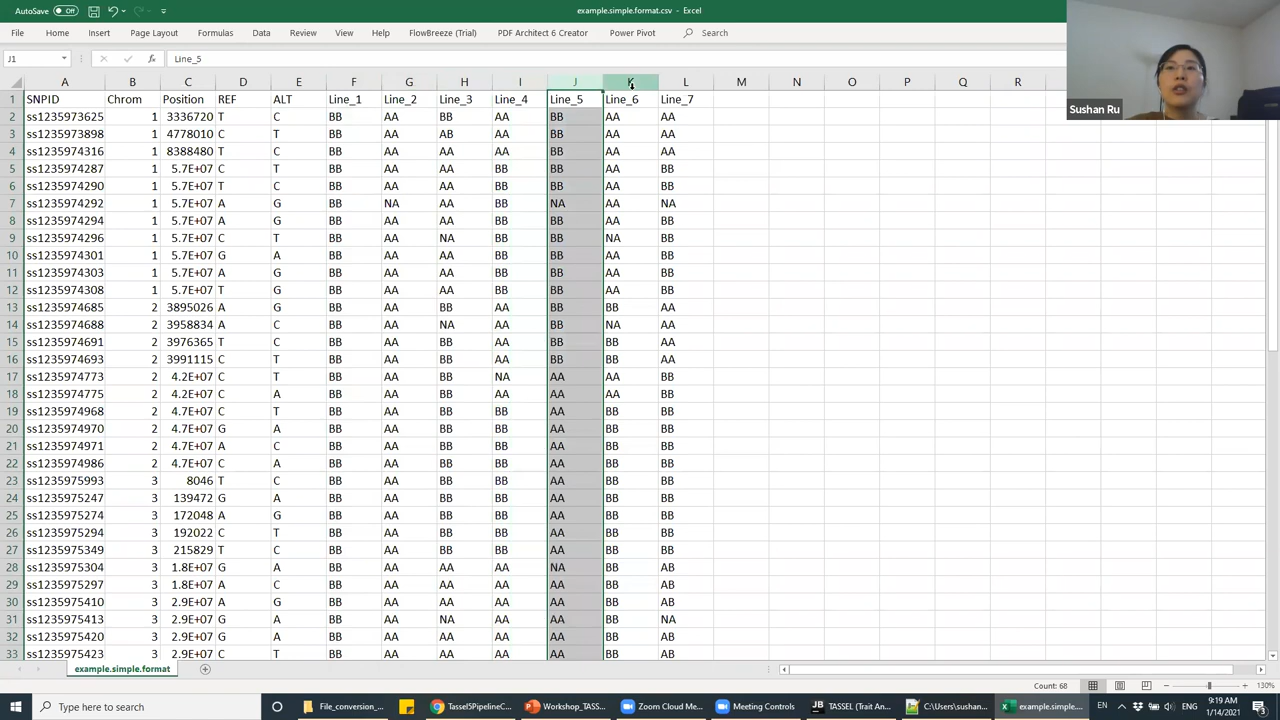 AutoSave Off
example.simple.format.csv - Excel
File Home Insert Page Layout Formulas Data Review View Help FlowBreeze (Trial) PDF Architect 6 Creator Power Pivot Search
J1 fx Line_5
A B C D E F G H I J K L M N O P Q R
1 SNPID Chrom Position REF ALT Line_1 Line_2 Line_3 Line_4 Line_5 Line_6 Line_7
2 ss1235973625 1 3336720 T C BB AA BB AA BB AA AA
3 ss1235973898 1 4778010 C T BB AA AB AA BB AA AA
4 ss1235974316 1 8388480 T C BB AA AA AA BB AA AA
5 ss1235974287 1 5.7E+07 C T BB AA AA BB BB AA BB
6 ss1235974290 1 5.7E+07 T C BB AA AA BB BB AA BB
7 ss1235974292 1 5.7E+07 A G BB NA AA BB NA AA NA
8 ss1235974294 1 5.7E+07 A G BB AA AA BB BB AA BB
9 ss1235974296 1 5.7E+07 C T BB AA NA BB BB NA BB
10 ss1235974301 1 5.7E+07 G A BB AA AA BB BB AA BB
11 ss1235974303 1 5.7E+07 A G BB AA AA BB BB AA BB
12 ss1235974308 1 5.7E+07 T G BB AA AA BB BB AA BB
13 ss1235974685 2 3895026 A G BB AA BB AA BB BB AA
14 ss1235974688 2 3958834 A C BB AA NA AA BB NA AA
15 ss1235974691 2 3976365 T C BB AA BB AA BB BB AA
16 ss1235974693 2 3991115 C T BB AA BB AA BB BB AA
17 ss1235974773 2 4.2E+07 C T BB AA BB NA AA AA BB
18 ss1235974775 2 4.2E+07 C A BB AA BB AA AA AA BB
19 ss1235974968 2 4.7E+07 C T BB AA BB BB AA BB BB
20 ss1235974970 2 4.7E+07 G A BB AA BB BB AA BB BB
21 ss1235974971 2 4.7E+07 A C BB AA BB BB AA BB BB
22 ss1235974986 2 4.7E+07 C A BB AA BB BB AA BB BB
23 ss1235975993 3 8046 T C BB AA BB BB AA BB BB
24 ss1235975247 3 139472 G A BB AA BB BB AA BB BB
25 ss1235975274 3 172048 A G BB AA BB BB AA BB BB
26 ss1235975294 3 192022 C T BB AA BB BB AA BB BB
27 ss1235975349 3 215829 T C BB AA BB BB AA BB BB
28 ss1235975304 3 1.8E+07 G A BB AA AA AA NA BB AB
29 ss1235975297 3 1.8E+07 A C BB AA AA AA AA BB AB
30 ss1235975410 3 2.9E+07 A G BB AA AA AA AA BB AB
31 ss1235975413 3 2.9E+07 G A BB AA NA AA AA BB NA
32 ss1235975420 3 2.9E+07 G A BB AA AA AA AA BB AB
33 ss1235975423 3 2.9E+07 C T BB AA AA AA AA BB AB
Sushan Ru
example.simple.format
Count: 68 130%
Type here to search File_conversion_... Tassel5PipelineC... Workshop_TASS... Zoom Cloud Me... Meeting Controls TASSEL (Trait An... C:\Users\sushan... example.simple.... EN 9:19 AM
1/14/2021
3